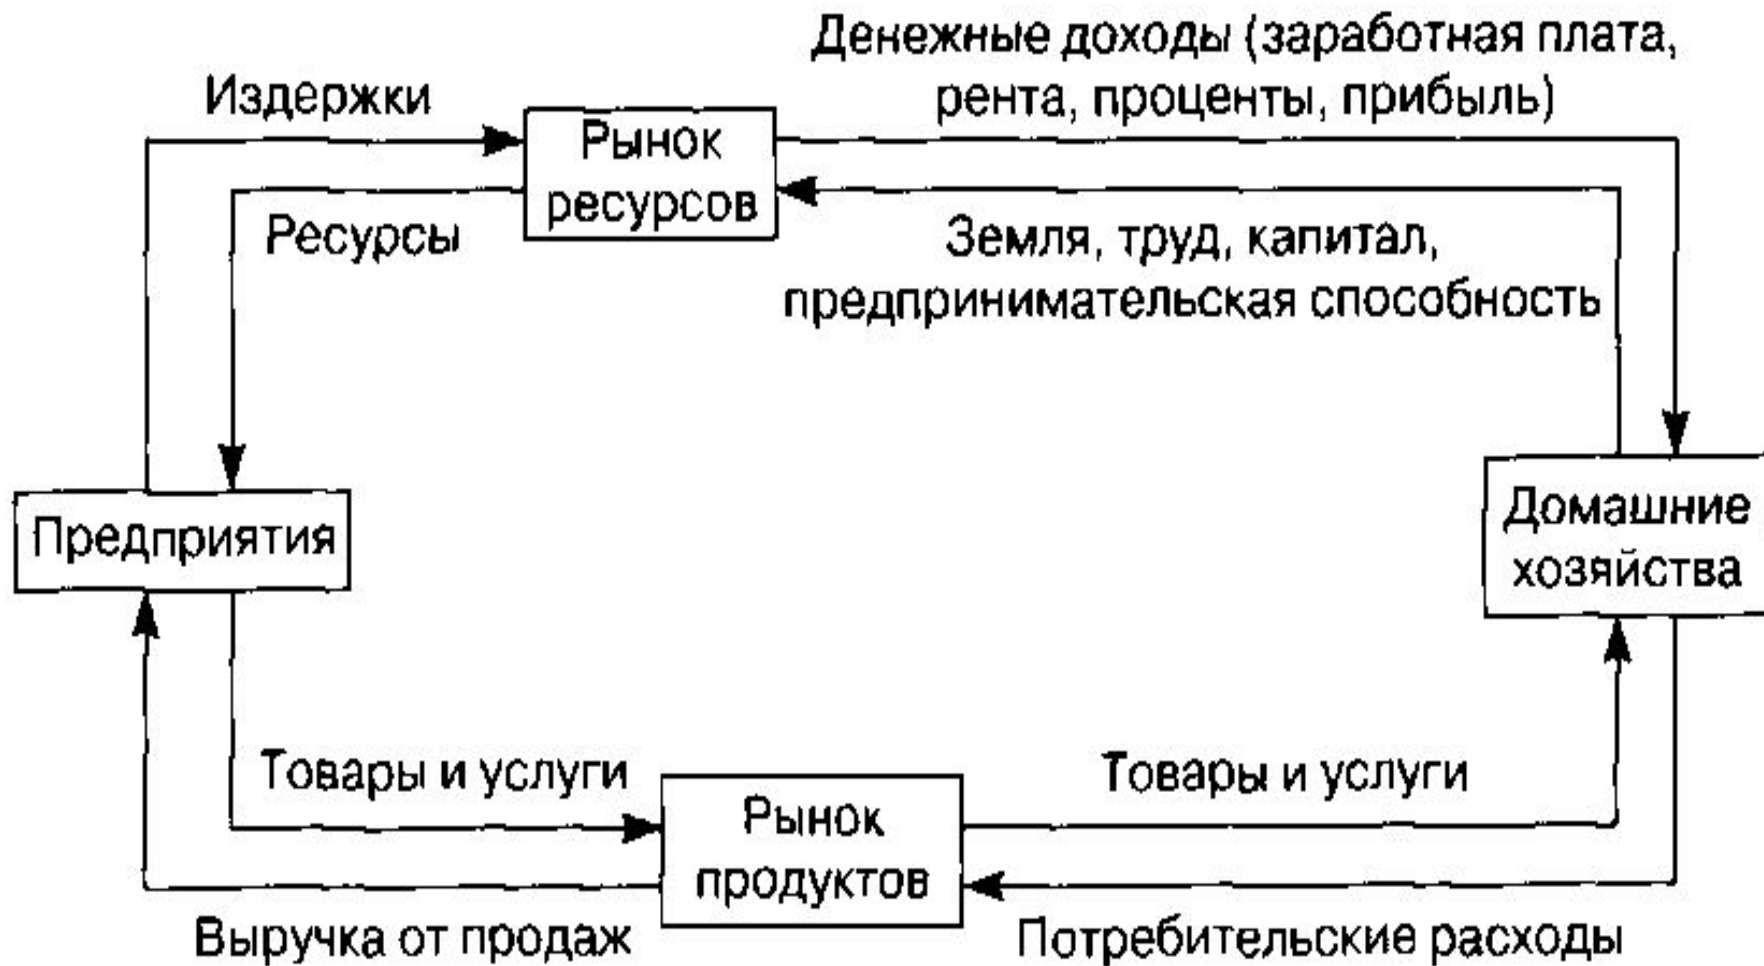 Денежные доходы (заработная плата,
рента, проценты, прибыль)
Издержки
Рынок
ресурсов
Ресурсы
Земля, труд, капитал,
предпринимательская способность
Предприятия
Домашние
хозяйства
Товары и услуги
Товары и услуги
Рынок
продуктов
Выручка от продаж
Потребительские расходы